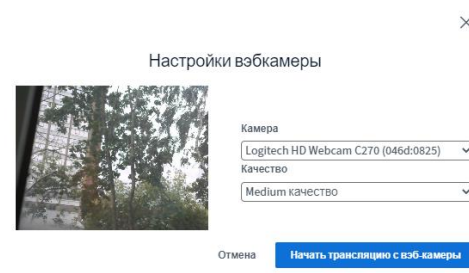 Настройки вэбкамеры
Камера
Logitech HD Webcam C270 (046d:0825)
Качество
Medium качество
Отмена
Начать трансляцию с вэб-камеры